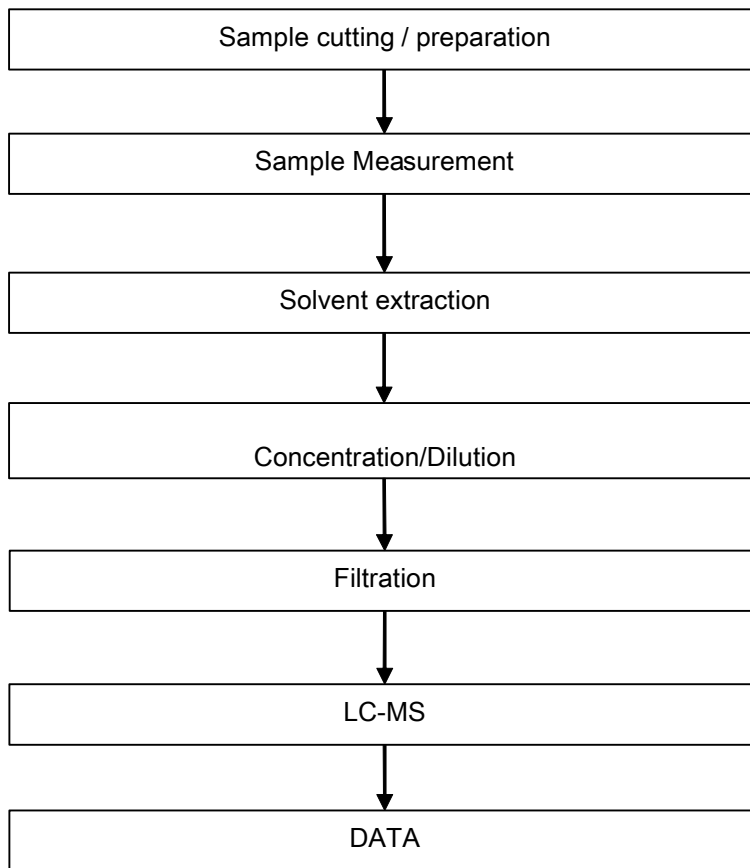 Sample cutting / preparation
Sample Measurement
Solvent extraction
Concentration/Dilution
Filtration
LC-MS
DATA